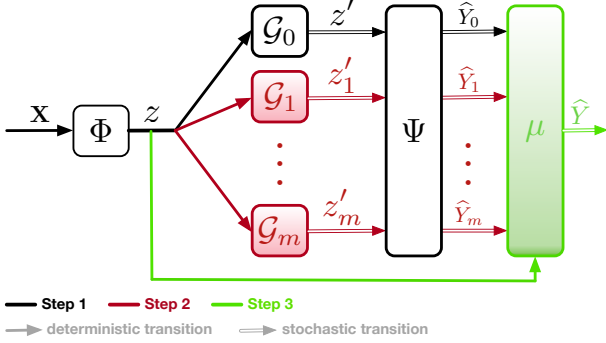 𝒢₀ z′ Ŷ₀
𝒢₁ z′₁ Ŷ₁
x Φ z Ψ μ Ŷ
𝒢ₘ z′ₘ Ŷₘ
Step 1 Step 2 Step 3
deterministic transition stochastic transition